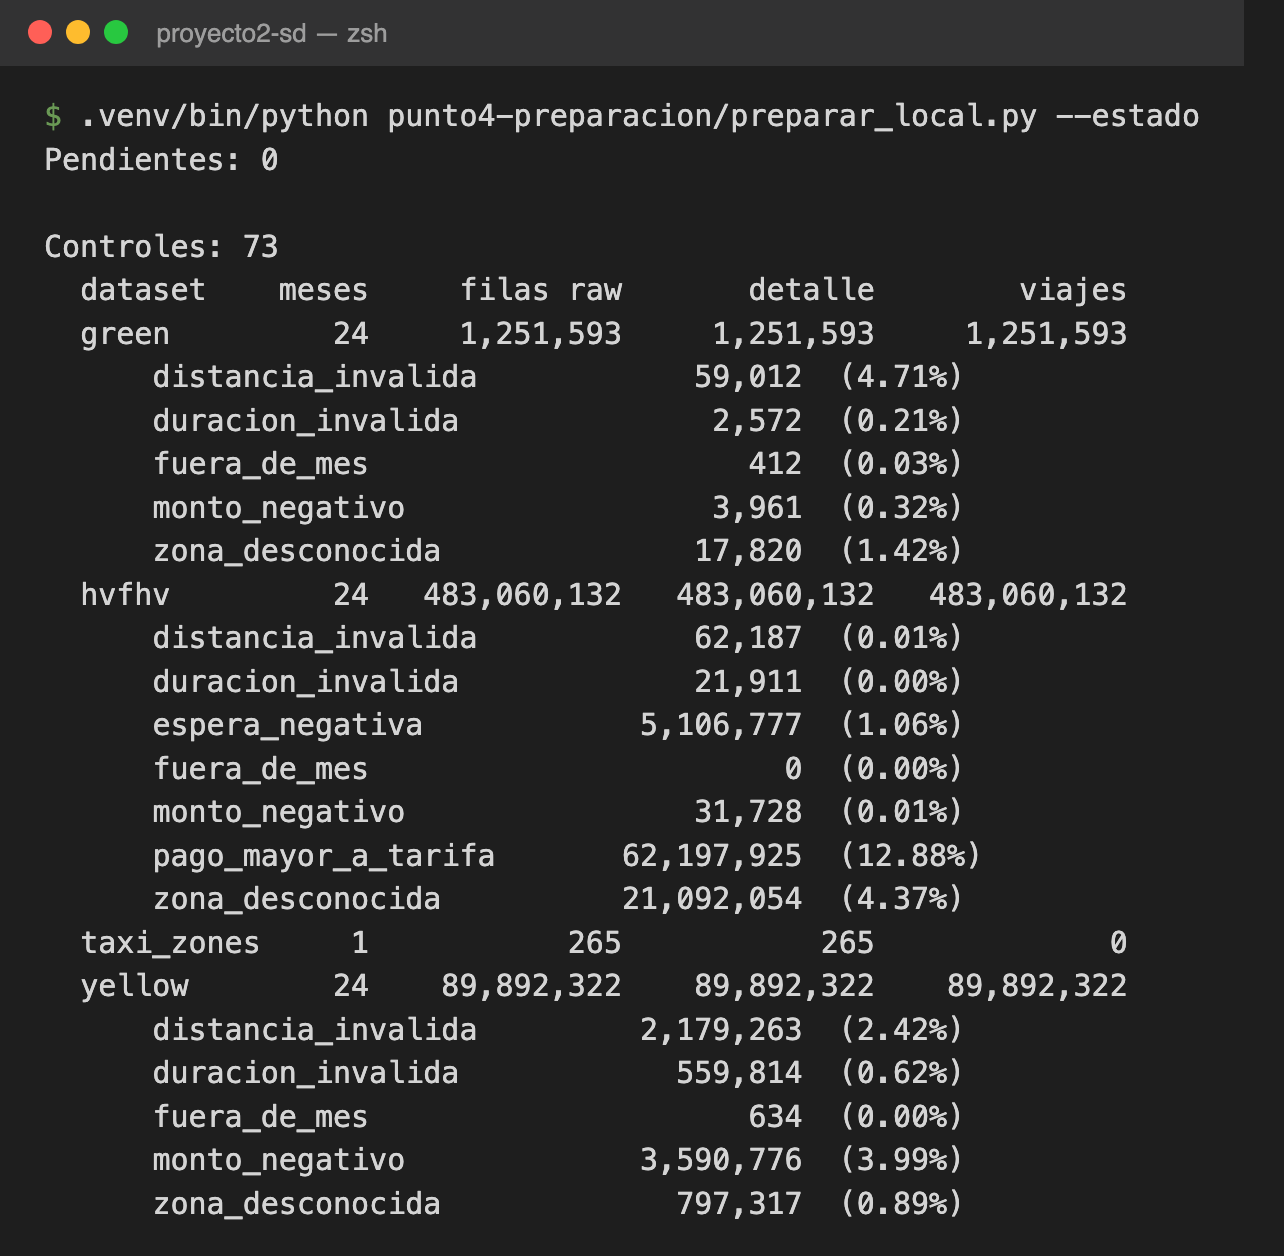 proyecto2-sd — zsh
$ .venv/bin/python punto4-preparacion/preparar_local.py --estado
Pendientes: 0
Controles: 73
dataset meses filas raw detalle viajes
green 24 1,251,593 1,251,593 1,251,593
distancia_invalida 59,012 (4.71%)
duracion_invalida 2,572 (0.21%)
fuera_de_mes 412 (0.03%)
monto_negativo 3,961 (0.32%)
zona_desconocida 17,820 (1.42%)
hvfhv 24 483,060,132 483,060,132 483,060,132
distancia_invalida 62,187 (0.01%)
duracion_invalida 21,911 (0.00%)
espera_negativa 5,106,777 (1.06%)
fuera_de_mes 0 (0.00%)
monto_negativo 31,728 (0.01%)
pago_mayor_a_tarifa 62,197,925 (12.88%)
zona_desconocida 21,092,054 (4.37%)
taxi_zones 1 265 265 0
yellow 24 89,892,322 89,892,322 89,892,322
distancia_invalida 2,179,263 (2.42%)
duracion_invalida 559,814 (0.62%)
fuera_de_mes 634 (0.00%)
monto_negativo 3,590,776 (3.99%)
zona_desconocida 797,317 (0.89%)